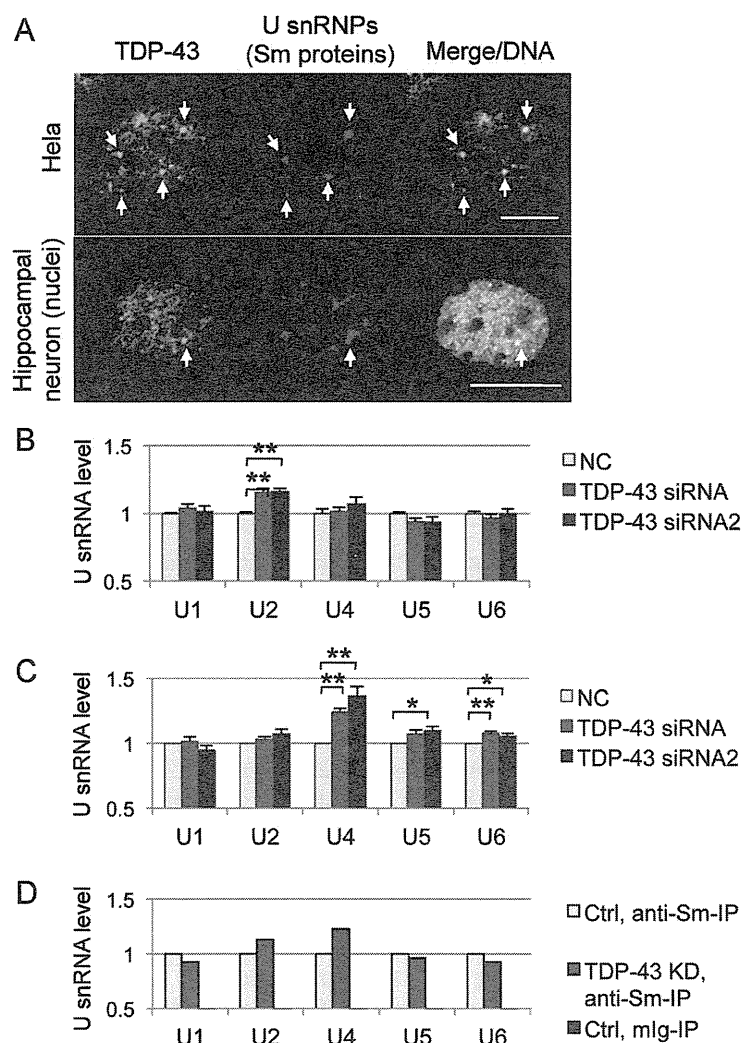 A
TDP-43
U snRNPs
(Sm proteins)
Merge/DNA
Hela
Hippocampal
neuron (nuclei)
B
U snRNA level
1.5
**
**
1
0.5
U1 U2 U4 U5 U6
NC
TDP-43 siRNA
TDP-43 siRNA2
C
U snRNA level
1.5
**
**
*
*
**
1
0.5
U1 U2 U4 U5 U6
NC
TDP-43 siRNA
TDP-43 siRNA2
D
U snRNA level
1.5
1
0.5
U1 U2 U4 U5 U6
Ctrl, anti-Sm-IP
TDP-43 KD,
anti-Sm-IP
Ctrl, mIg-IP